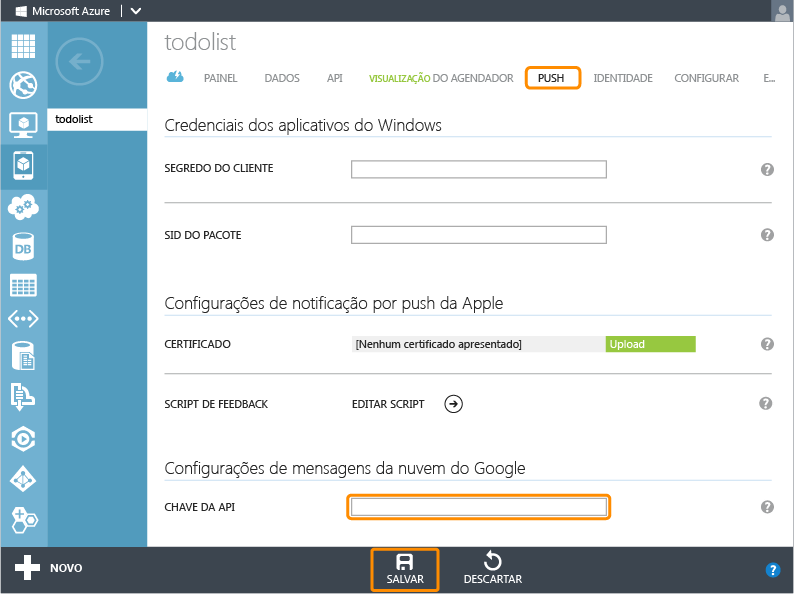 Microsoft Azure
todolist
PAINEL DADOS API VISUALIZAÇÃO DO AGENDADOR PUSH IDENTIDADE CONFIGURAR E...
todolist
Credenciais dos aplicativos do Windows
SEGREDO DO CLIENTE ?
SID DO PACOTE ?
Configurações de notificação por push da Apple
CERTIFICADO [Nenhum certificado apresentado] Upload ?
SCRIPT DE FEEDBACK EDITAR SCRIPT ?
Configurações de mensagens da nuvem do Google
CHAVE DA API ?
DB
NOVO SALVAR DESCARTAR ?